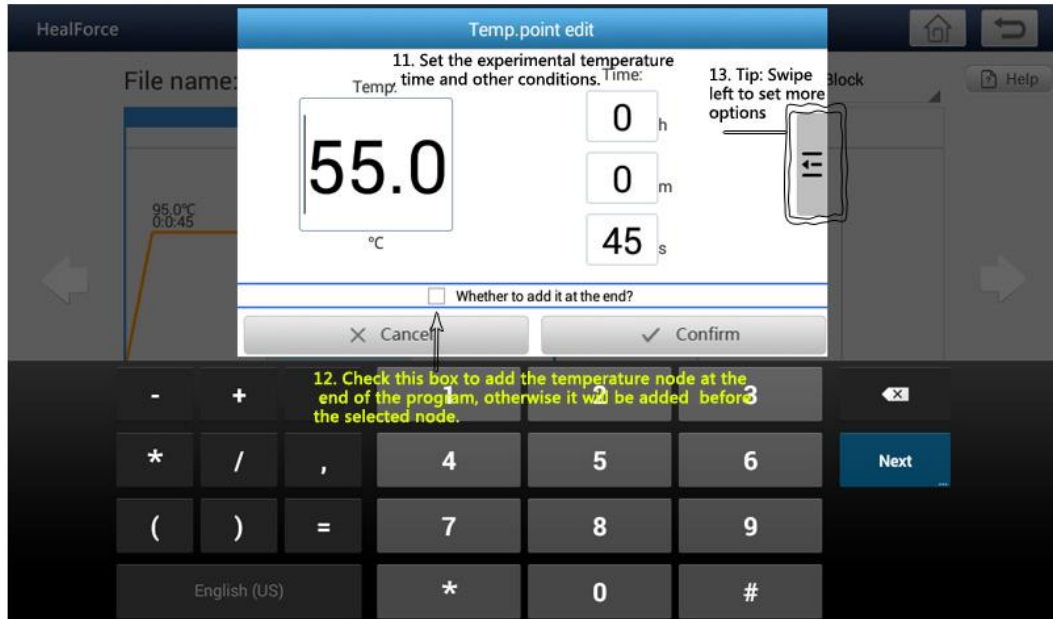 HealForce
Temp.point edit
File name:
11. Set the experimental temperature
time and other conditions.
Temp:
Time:
13. Tip: Swipe
left to set more
options
Block
Help
55.0
℃
0 h
0 m
45 s
95.0℃
0:0:45
Whether to add it at the end?
Cancel
Confirm
12. Check this box to add the temperature node at the
end of the program, otherwise it will be added before
the selected node.
- + 1 2 3
* / , 4 5 6 Next
( ) = 7 8 9
English (US) * 0 #